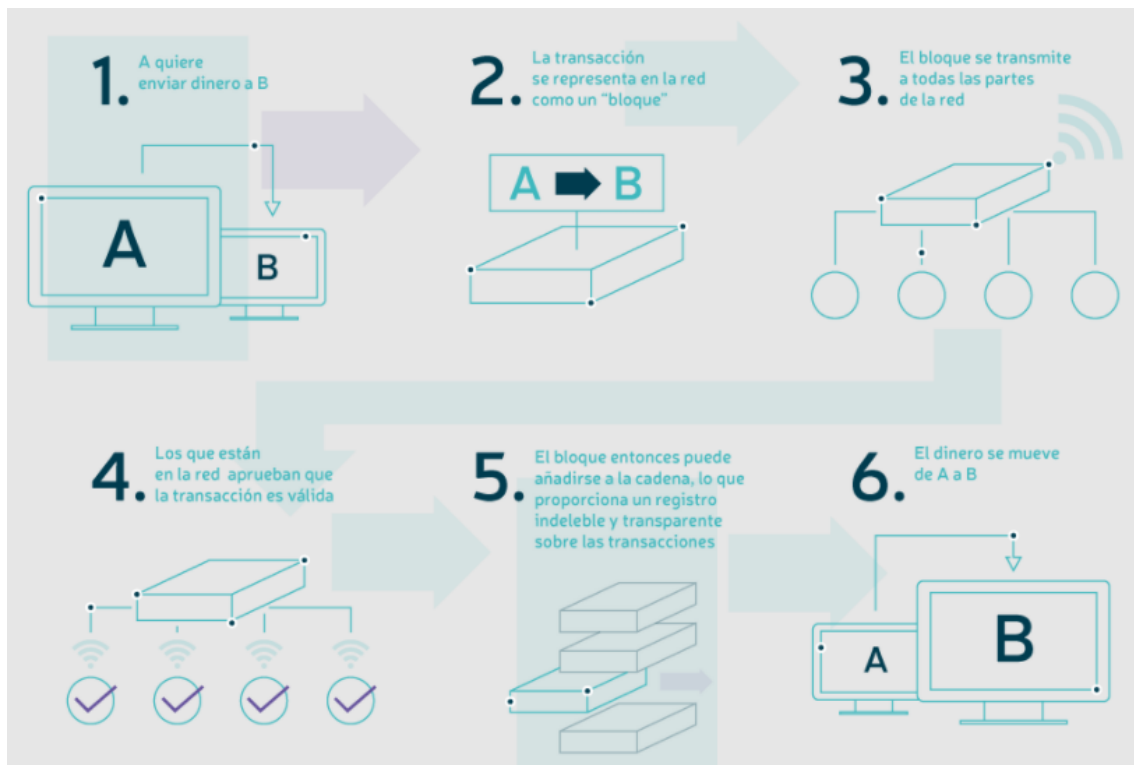 1.
A quiere
enviar dinero a B
A
B
2.
La transacción
se representa en la red
como un "bloque"
A B
3.
El bloque se transmite
a todas las partes
de la red
4.
Los que están
en la red aprueban que
la transacción es válida
5.
El bloque entonces puede
añadirse a la cadena, lo que
proporciona un registro
indeleble y transparente
sobre las transacciones
6.
El dinero se mueve
de A a B
A
B